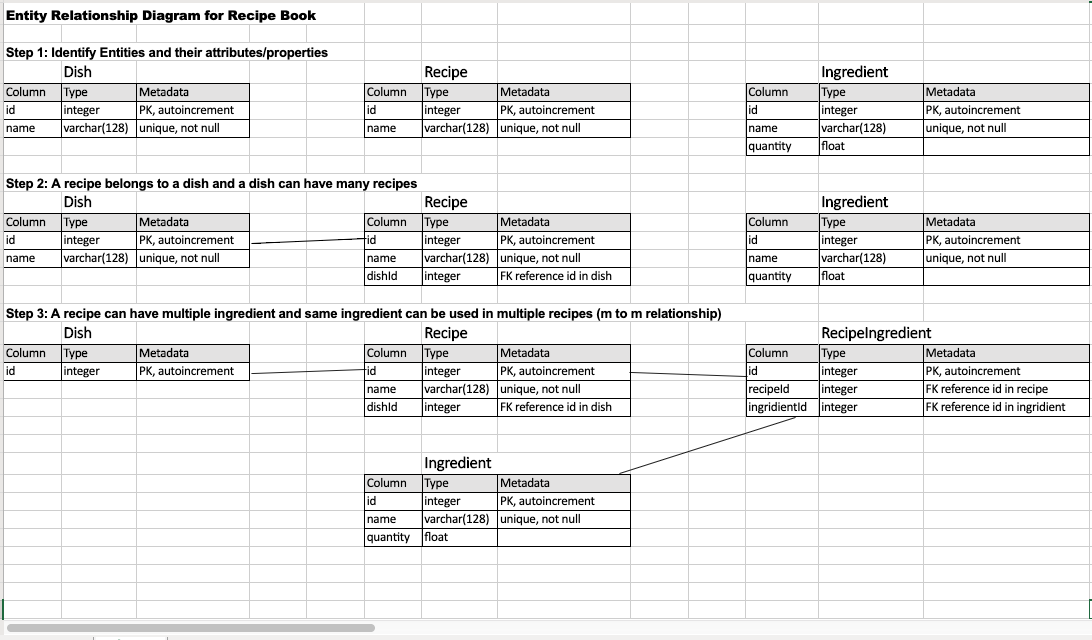 Entity Relationship Diagram for Recipe Book
Step 1: Identify Entities and their attributes/properties
Dish Recipe Ingredient
Column Type Metadata Column Type Metadata Column Type Metadata
id integer PK, autoincrement id integer PK, autoincrement id integer PK, autoincrement
name varchar(128) unique, not null name varchar(128) unique, not null name varchar(128) unique, not null
quantity float
Step 2: A recipe belongs to a dish and a dish can have many recipes
Dish Recipe Ingredient
Column Type Metadata Column Type Metadata Column Type Metadata
id integer PK, autoincrement id integer PK, autoincrement id integer PK, autoincrement
name varchar(128) unique, not null name varchar(128) unique, not null name varchar(128) unique, not null
dishId integer FK reference id in dish quantity float
Step 3: A recipe can have multiple ingredient and same ingredient can be used in multiple recipes (m to m relationship)
Dish Recipe RecipeIngredient
Column Type Metadata Column Type Metadata Column Type Metadata
id integer PK, autoincrement id integer PK, autoincrement id integer PK, autoincrement
name varchar(128) unique, not null recipeId integer FK reference id in recipe
dishId integer FK reference id in dish ingridientId integer FK reference id in ingridient
Ingredient
Column Type Metadata
id integer PK, autoincrement
name varchar(128) unique, not null
quantity float